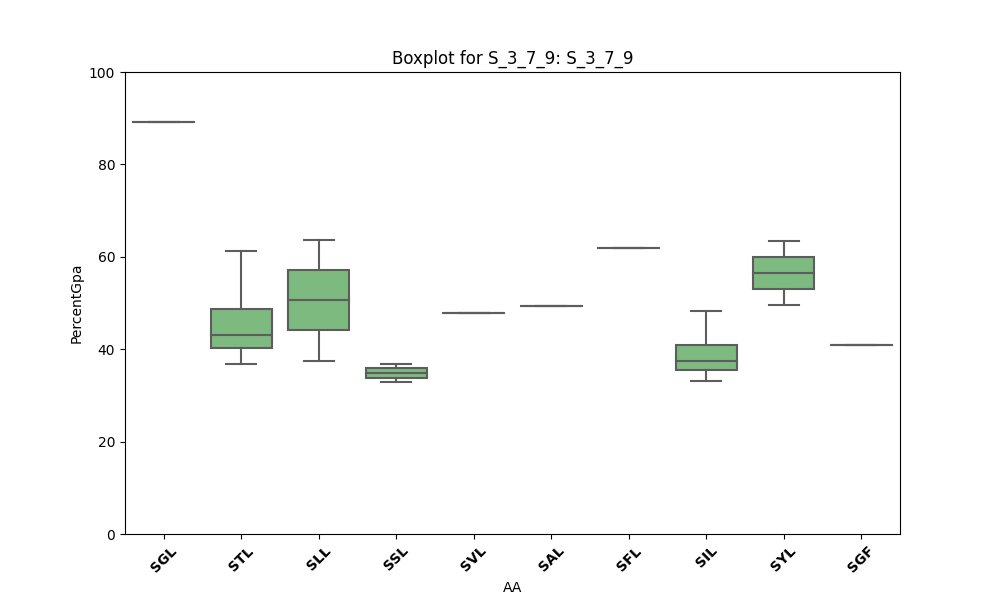 Boxplot for S_3_7_9: S_3_7_9
100
80
60
40
20
0
PercentGpa
SGL STL SLL SSL SVL SAL SFL SIL SYL SGF
AA